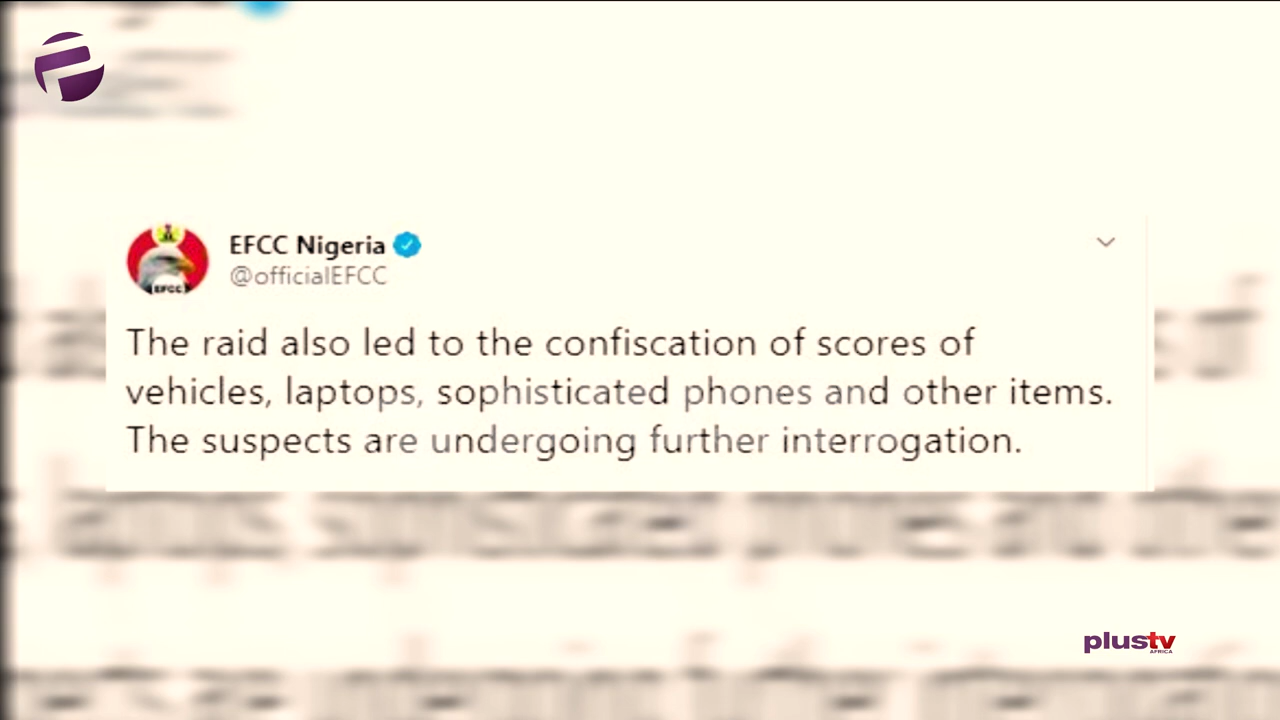 EFCC Nigeria
@officialEFCC
EFCC
The raid also led to the confiscation of scores of
vehicles, laptops, sophisticated phones and other items.
The suspects are undergoing further interrogation.
plustv
AFRICA